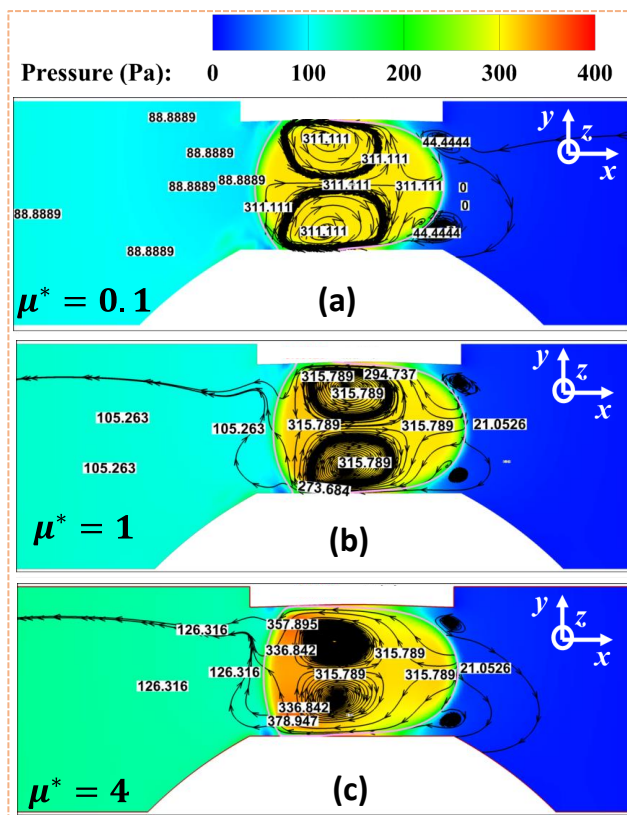 Pressure (Pa): 0 100 200 300 400
88.8889
311.111
44.4444
y
z
x
88.8889
311.111
88.8889
88.8889
311.111
311.111
0
88.8889
311.111
0
311.111
44.4444
88.8889
μ* = 0.1
(a)
315.789
294.737
y
z
x
315.789
105.263
105.263
315.789
315.789
21.0526
105.263
315.789
273.684
μ* = 1
(b)
126.316
357.895
y
z
x
336.842
315.789
126.316
315.789
315.789
21.0526
126.316
336.842
378.947
μ* = 4
(c)